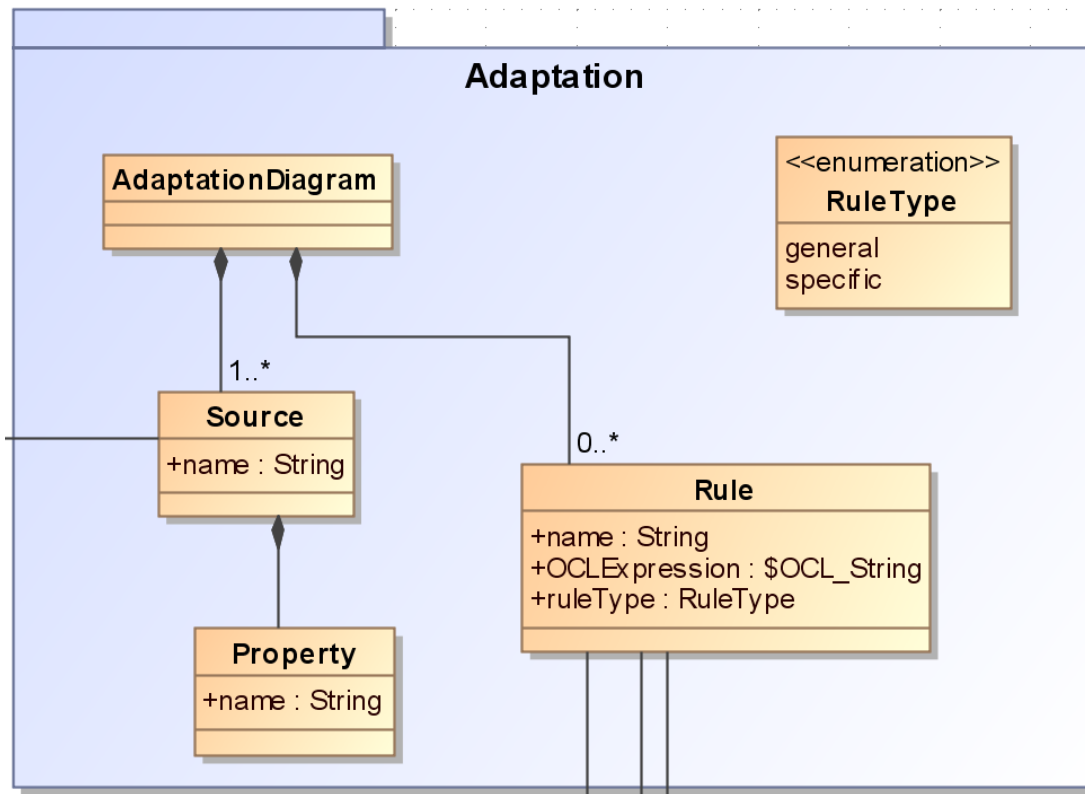 Adaptation
AdaptationDiagram
<<enumeration>>
RuleType
general
specific
1..*
Source
+name : String
0..*
Rule
+name : String
+OCLExpression : $OCL_String
+ruleType : RuleType
Property
+name : String